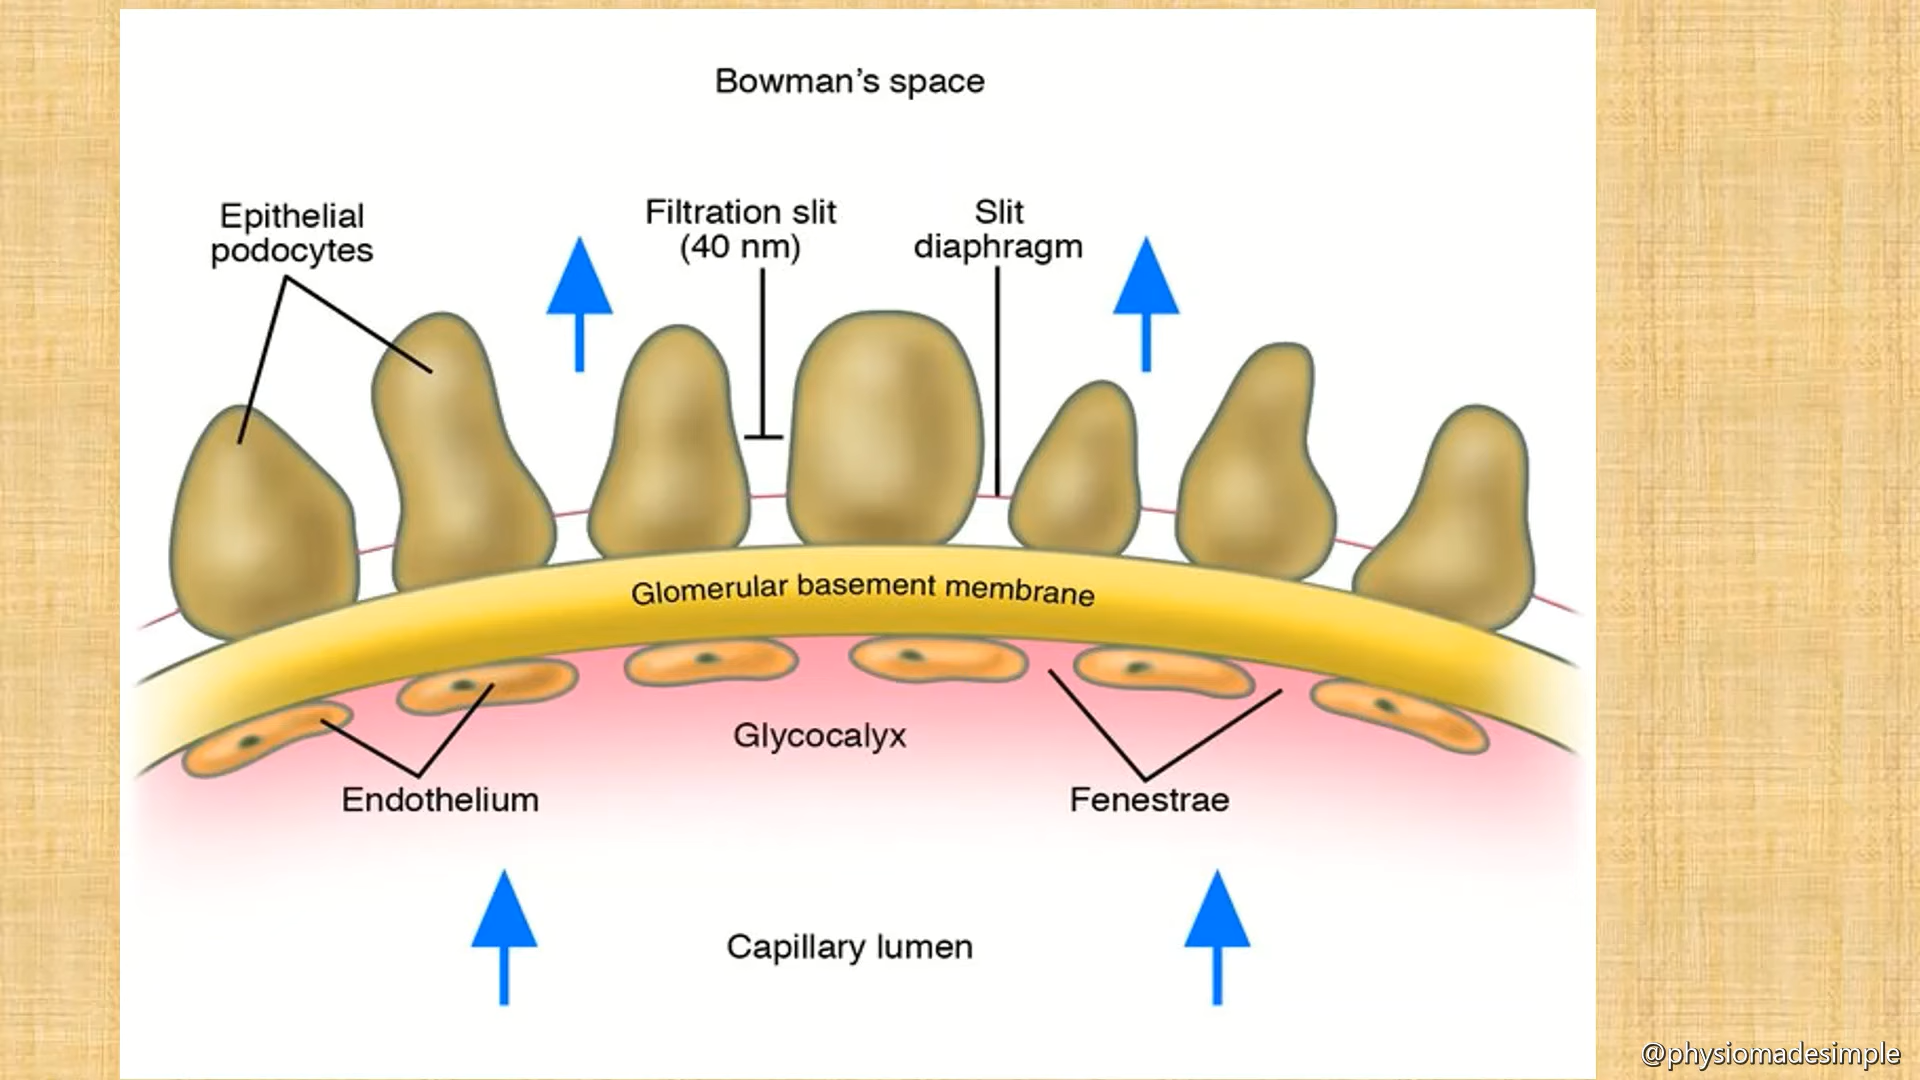 Bowman’s space
Epithelial
podocytes
Filtration slit
(40 nm)
Slit
diaphragm
Glomerular basement membrane
Glycocalyx
Endothelium
Fenestrae
Capillary lumen
@physiomadesimple